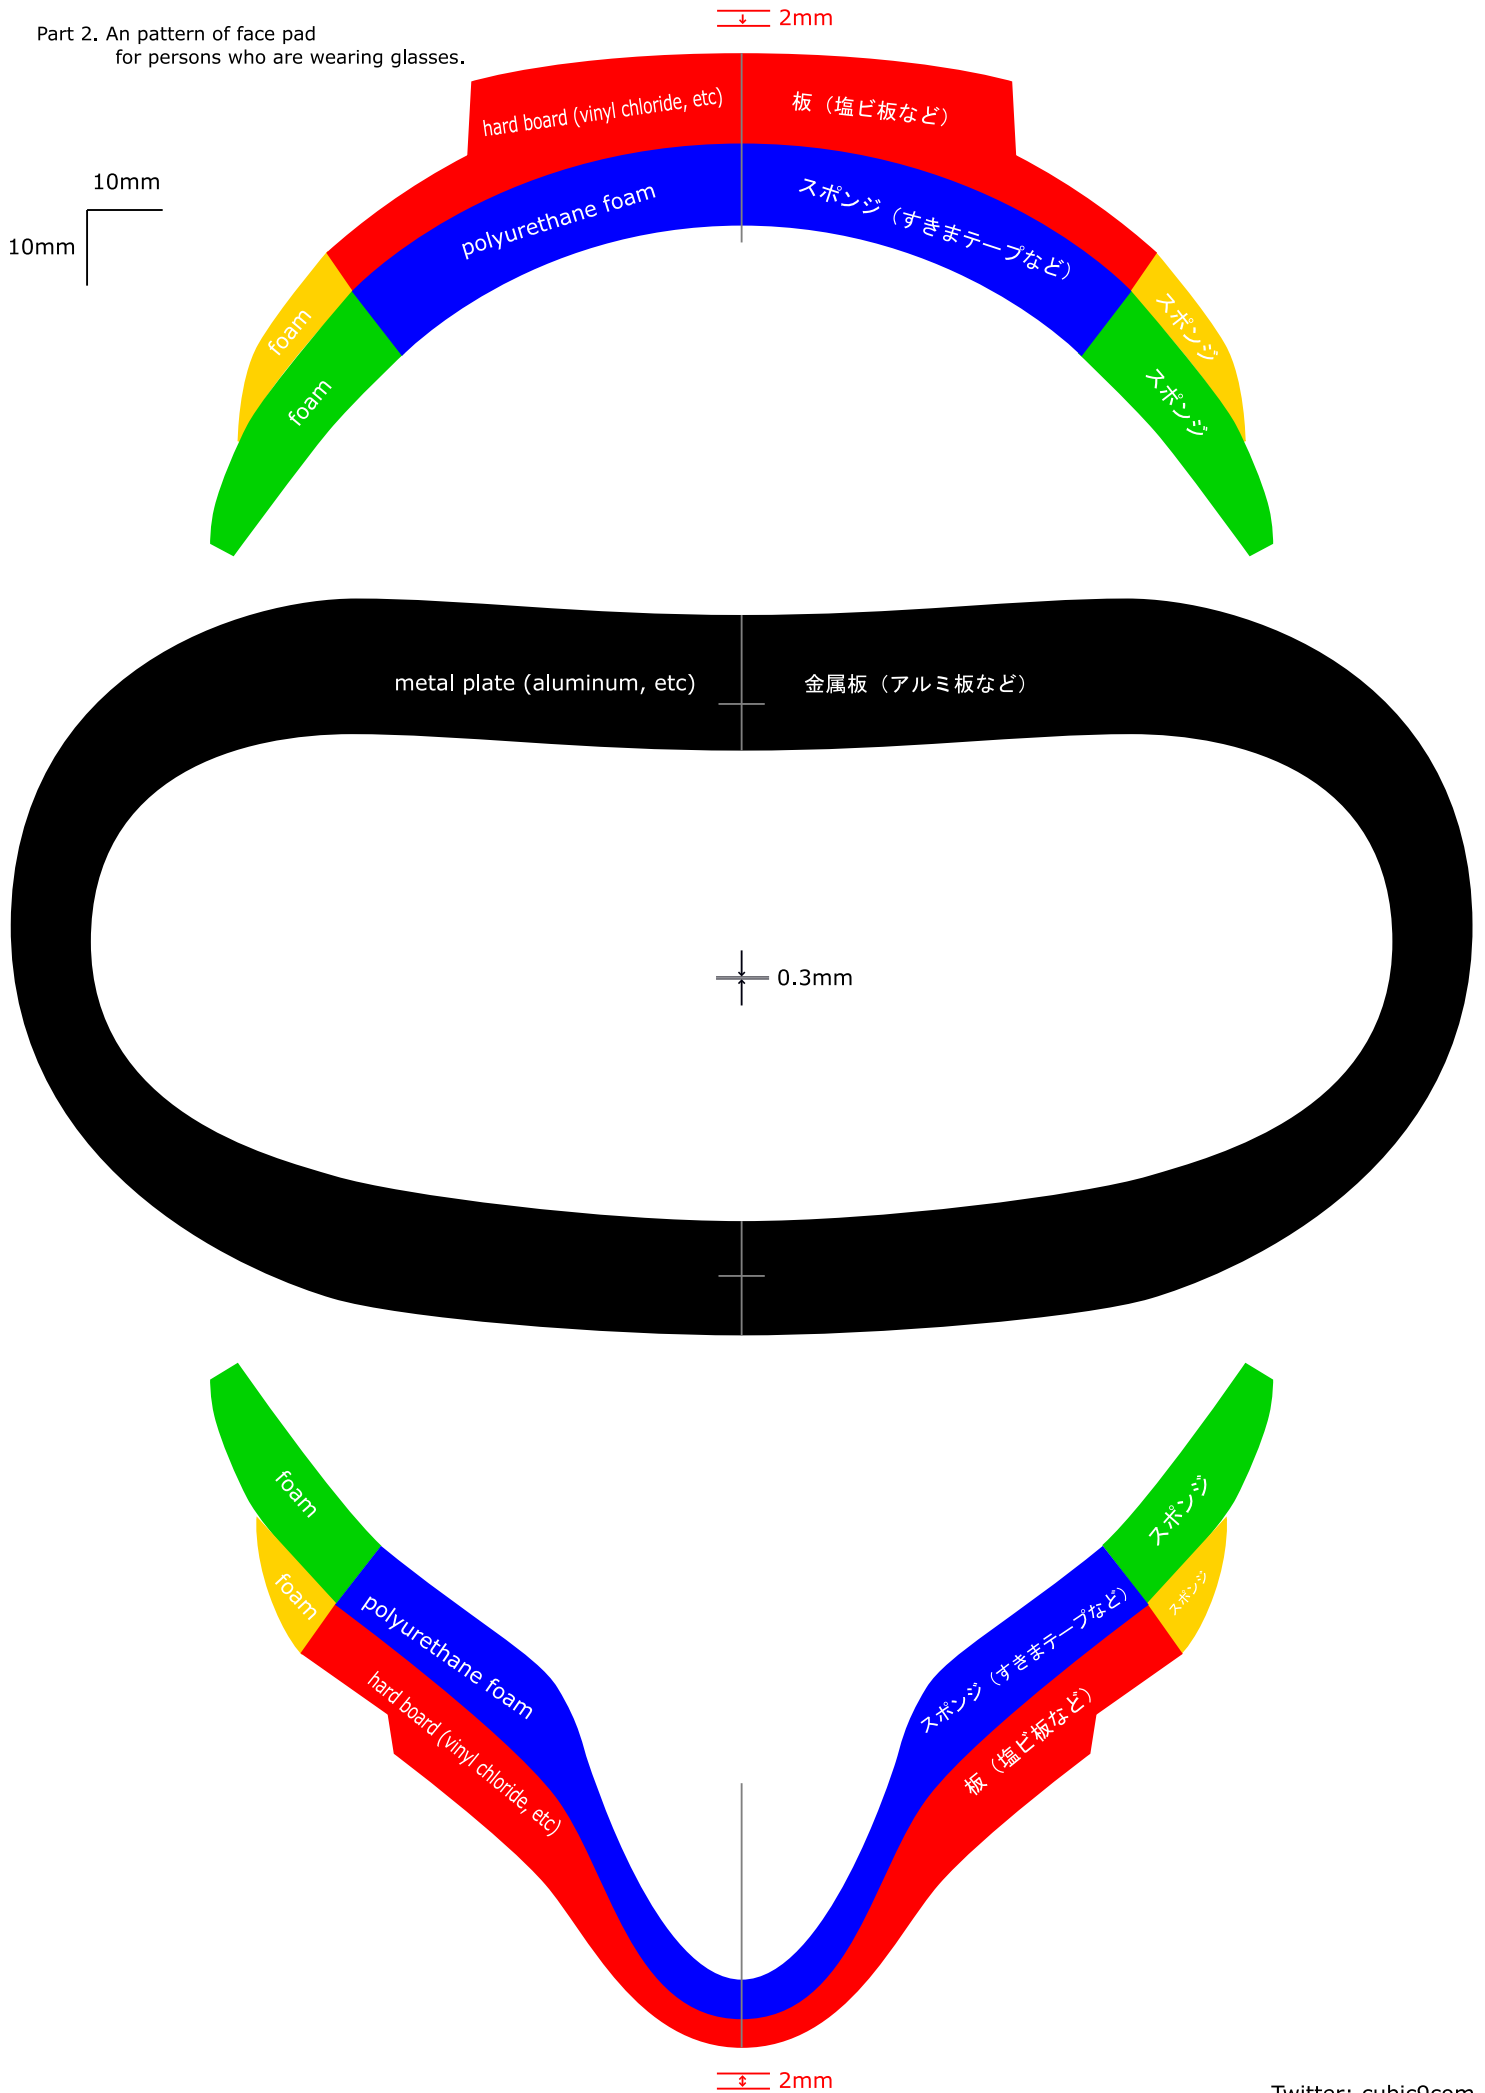 2mm
Part 2. An pattern of face pad
for persons who are wearing glasses.
hard board (vinyl chloride, etc)
板（塩ビ板など）
10mm
10mm
polyurethane foam
スポンジ（すきまテープなど）
foam
スポンジ
foam
スポンジ
metal plate (aluminum, etc)
金属板（アルミ板など）
0.3mm
foam
スポンジ
foam
スポンジ
polyurethane foam
スポンジ（すきまテープなど）
hard board (vinyl chloride, etc)
板（塩ビ板など）
2mm
Twitter: cubic9com